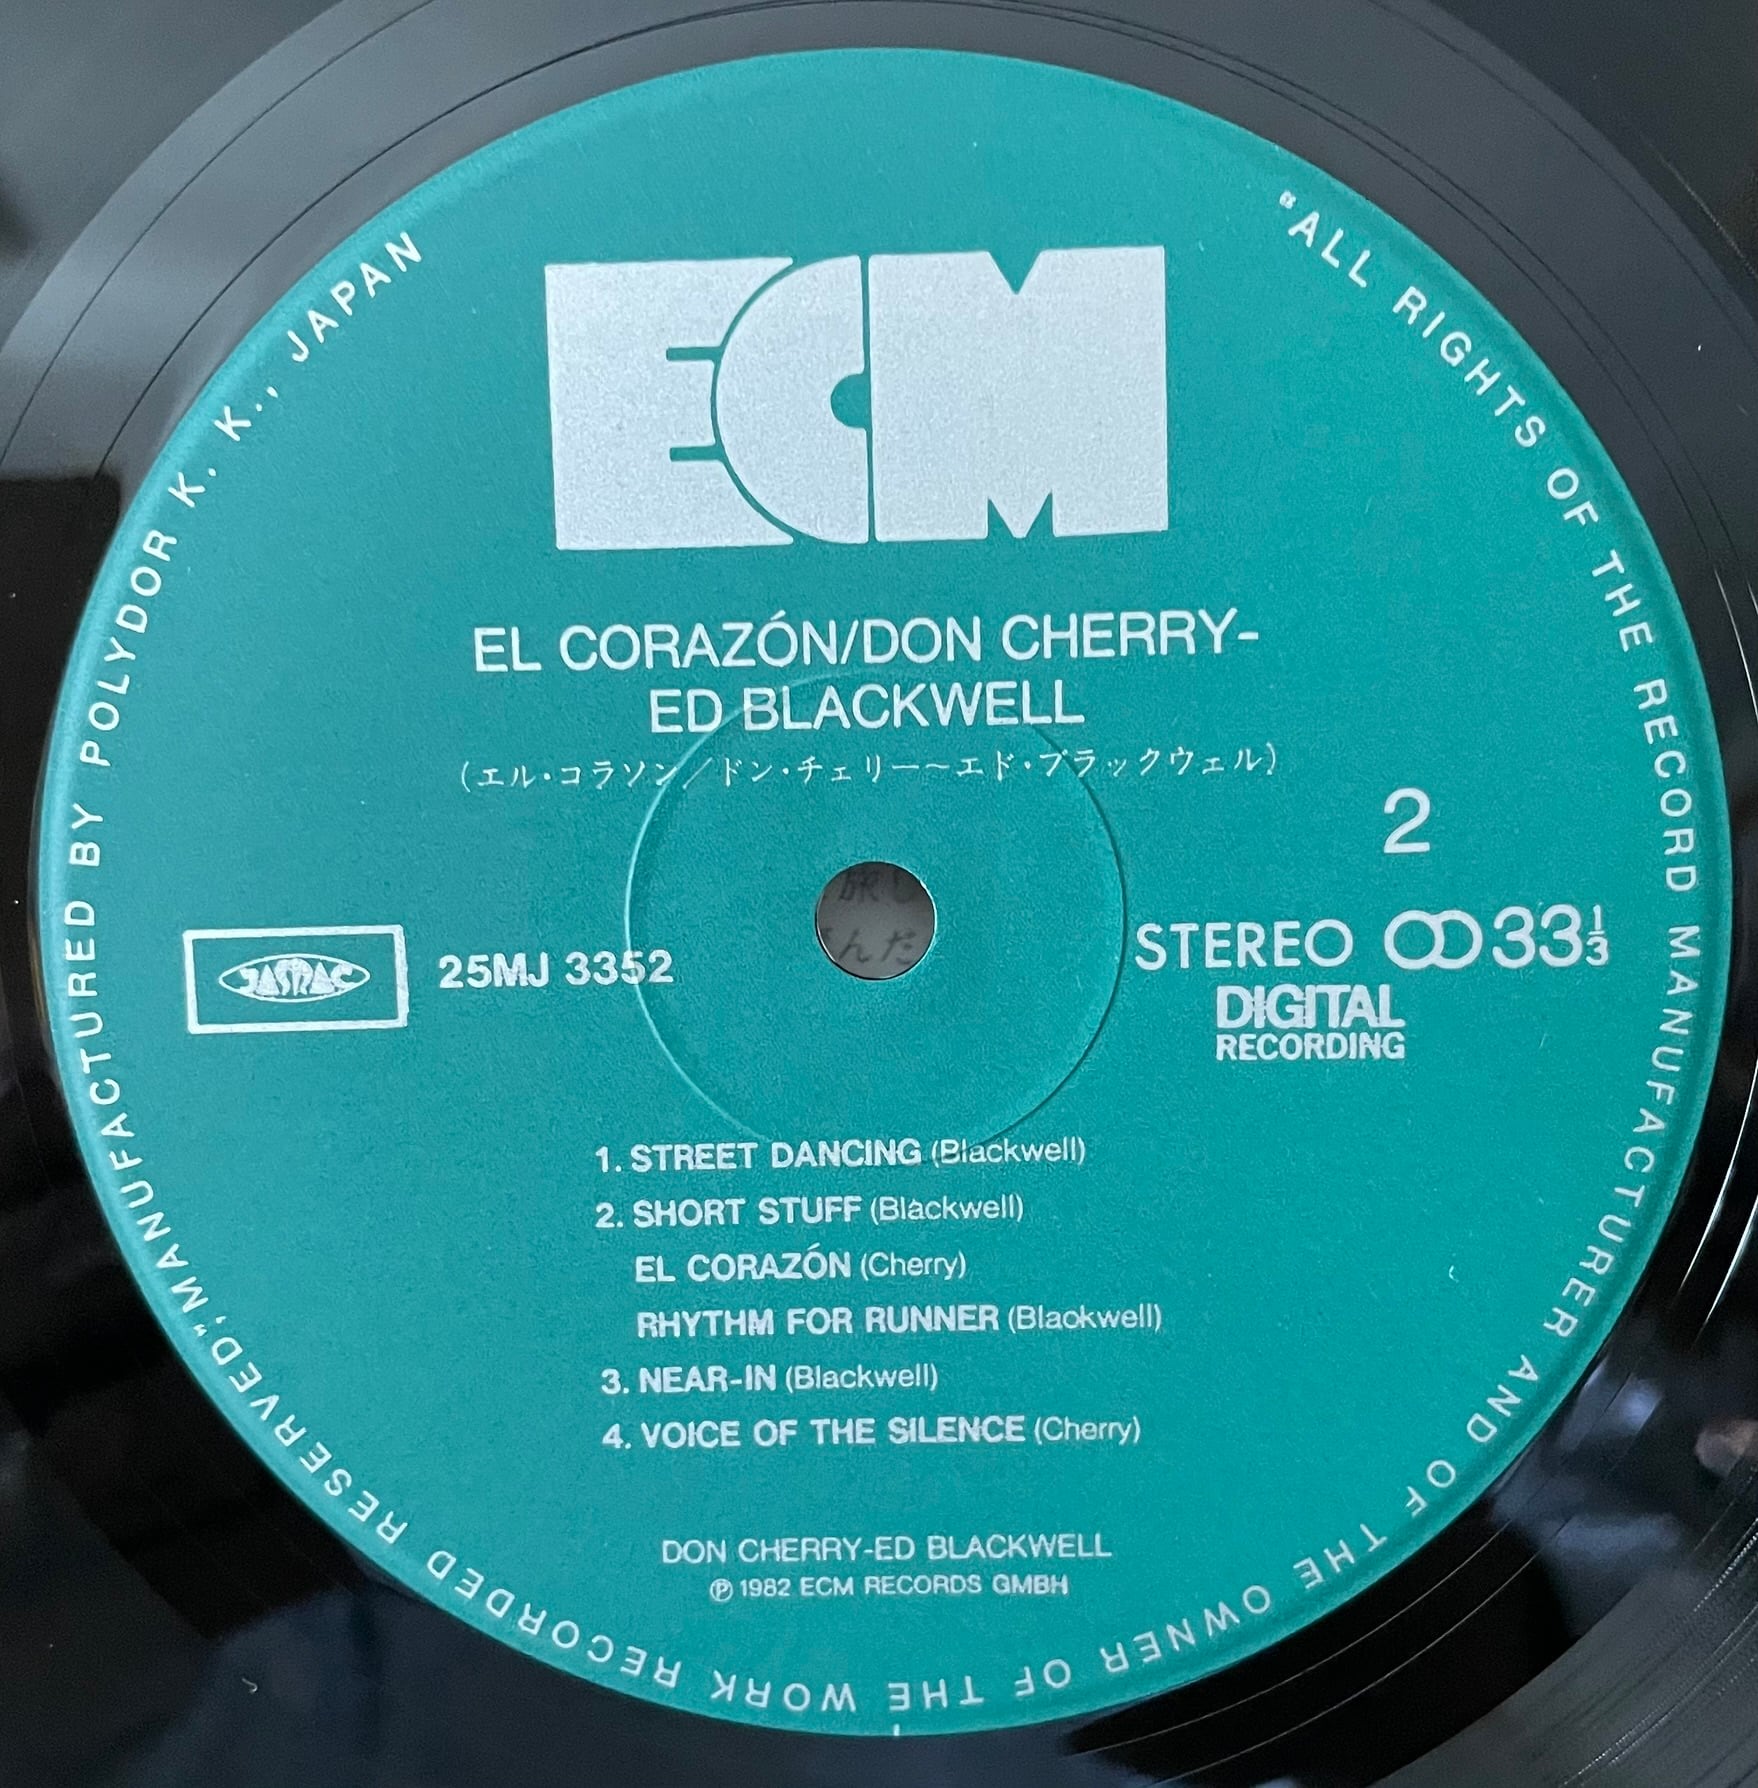 ECM
EL CORAZÓN/DON CHERRY-
ED BLACKWELL
(エル・コラソン／ドン・チェリー〜エド・ブラックウェル)
2
JASRAC
25MJ 3352
STEREO 33 1/3
DIGITAL
RECORDING
1. STREET DANCING (Blackwell)
2. SHORT STUFF (Blackwell)
EL CORAZÓN (Cherry)
RHYTHM FOR RUNNER (Blackwell)
3. NEAR-IN (Blackwell)
4. VOICE OF THE SILENCE (Cherry)
DON CHERRY-ED BLACKWELL
℗ 1982 ECM RECORDS GMBH
"ALL RIGHTS OF THE RECORD MANUFACTURER AND OF THE OWNER OF THE WORK RECORDED RESERVED," MANUFACTURED BY POLYDOR K. K., JAPAN